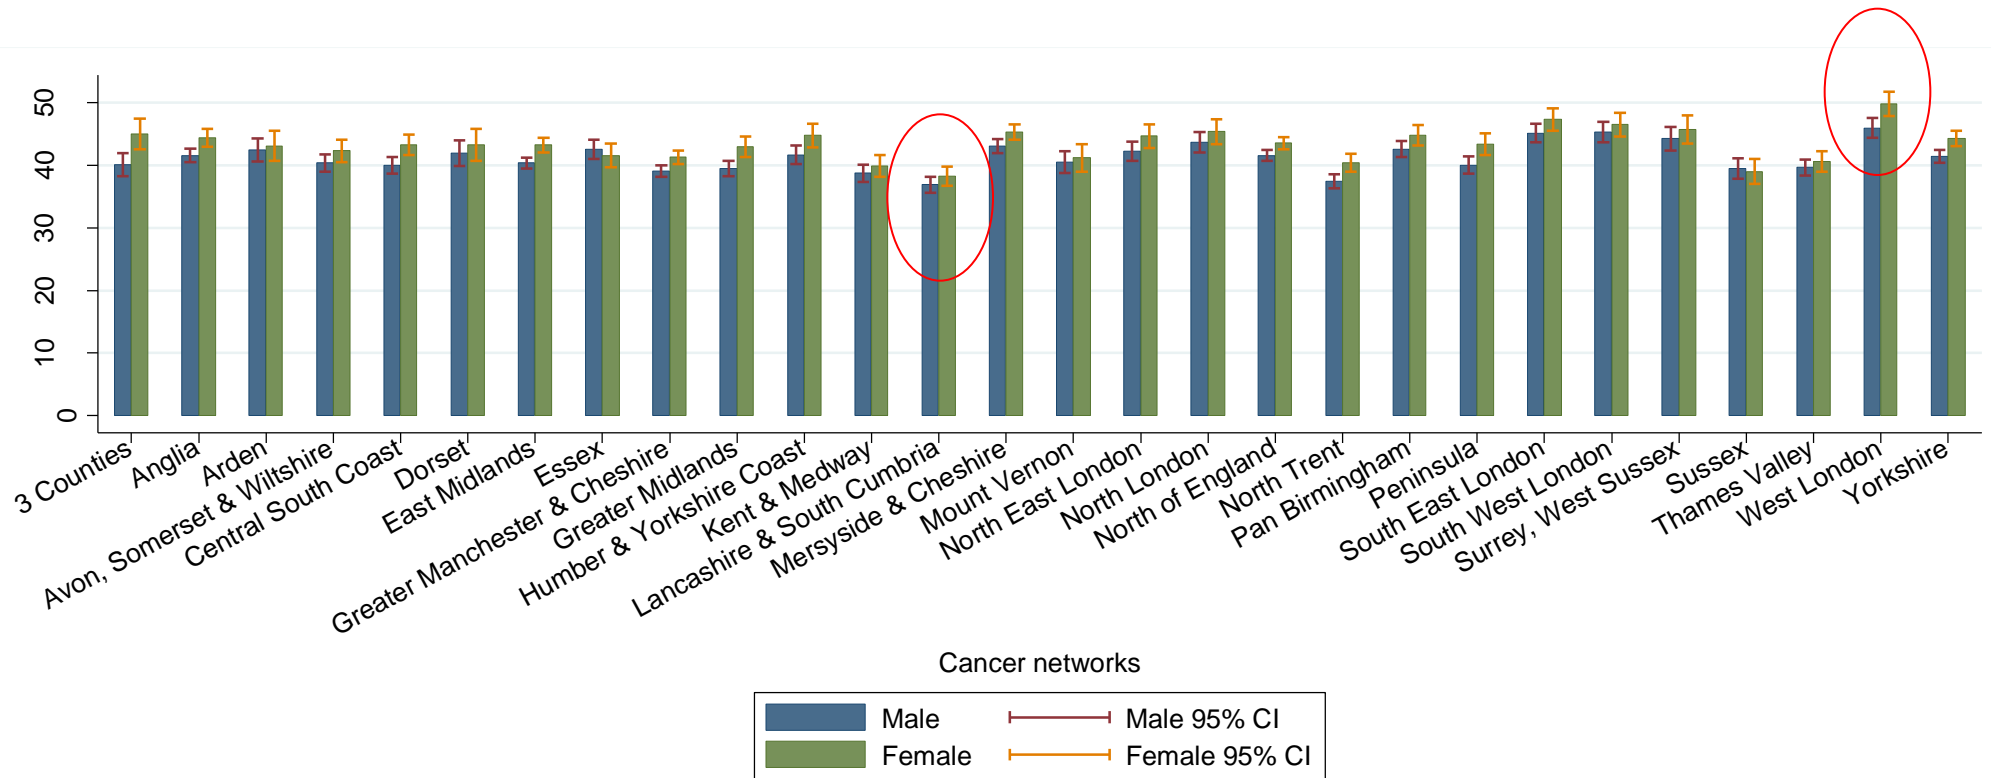 50
40
30
20
10
0
3 Counties
Anglia
Arden
Avon, Somerset & Wiltshire
Central South Coast
Dorset
East Midlands
Essex
Greater Manchester & Cheshire
Greater Midlands
Humber & Yorkshire Coast
Kent & Medway
Lancashire & South Cumbria
Mersyside & Cheshire
Mount Vernon
North East London
North London
North of England
North Trent
Pan Birmingham
Peninsula
South East London
South West London
Surrey, West Sussex
Sussex
Thames Valley
West London
Yorkshire
Cancer networks
Male
Male 95% CI
Female
Female 95% CI